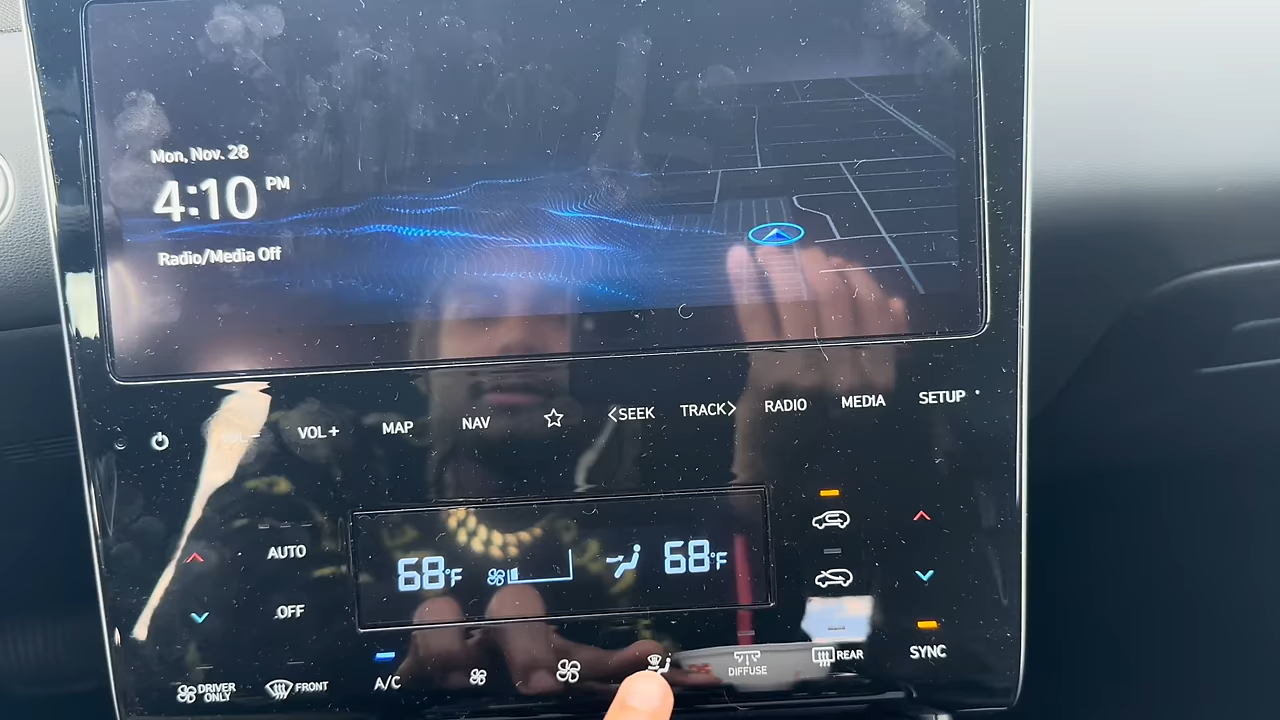 Mon, Nov. 28
4:10 PM
Radio/Media Off
VOL-
VOL+
MAP
NAV
<SEEK
TRACK>
RADIO
MEDIA
SETUP
AUTO
OFF
68°F
68°F
DRIVER ONLY
FRONT
A/C
DIFFUSE
REAR
SYNC